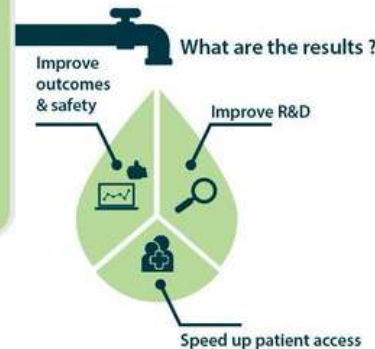 What are the results ?
Improve
outcomes
& safety
Improve R&D
Speed up patient access